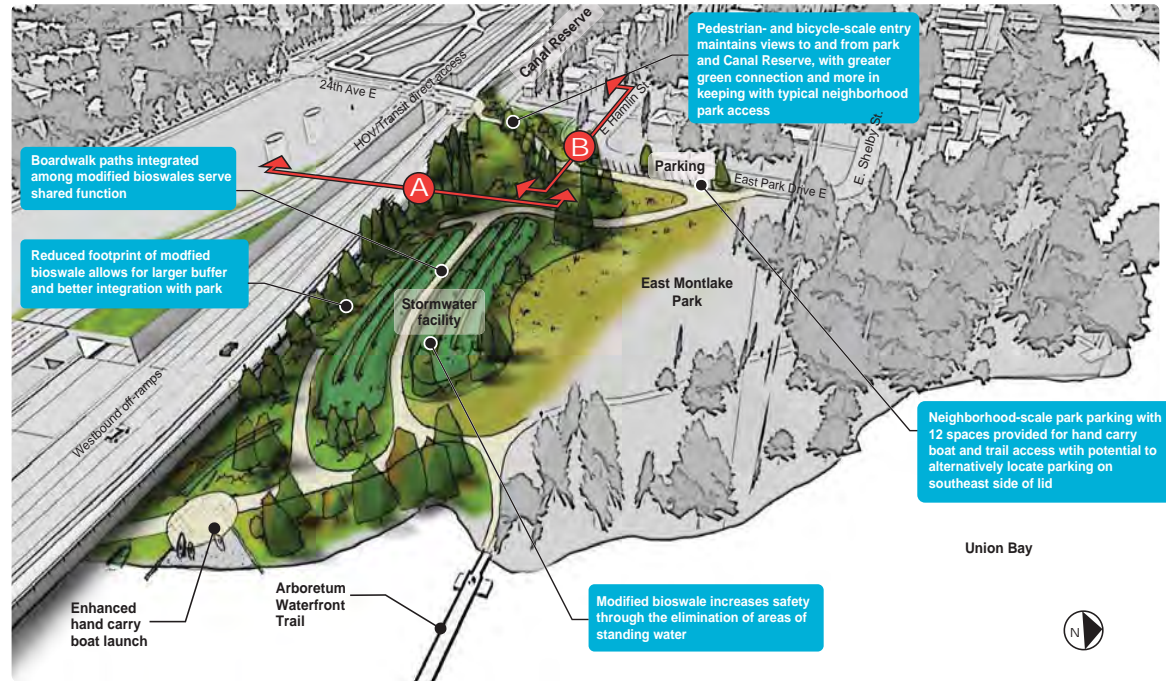 Pedestrian- and bicycle-scale entry
maintains views to and from park
and Canal Reserve, with greater
green connection and more in
keeping with typical neighborhood
park access
Canal Reserve
24th Ave E
HOV/Transit direct access
E Hamlin St.
B
Boardwalk paths integrated
among modified bioswales serve
shared function
A
Parking
East Park Drive E
E. Shelby St.
Reduced footprint of modfied
bioswale allows for larger buffer
and better integration with park
East Montlake
Park
Stormwater
facility
Westbound off-ramps
Neighborhood-scale park parking with
12 spaces provided for hand carry
boat and trail access wtih potential to
alternatively locate parking on
southeast side of lid
Union Bay
Enhanced
hand carry
boat launch
Arboretum
Waterfront
Trail
Modified bioswale increases safety
through the elimination of areas of
standing water
N